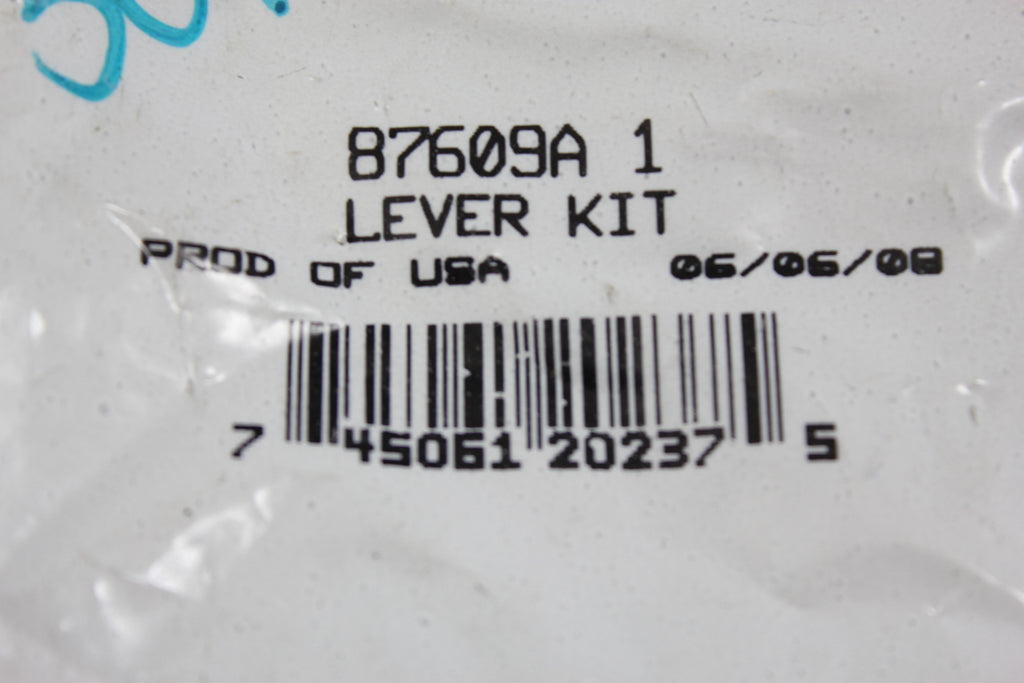 87609A 1
LEVER KIT
PROD OF USA 06/06/08
7 45061 20237 5